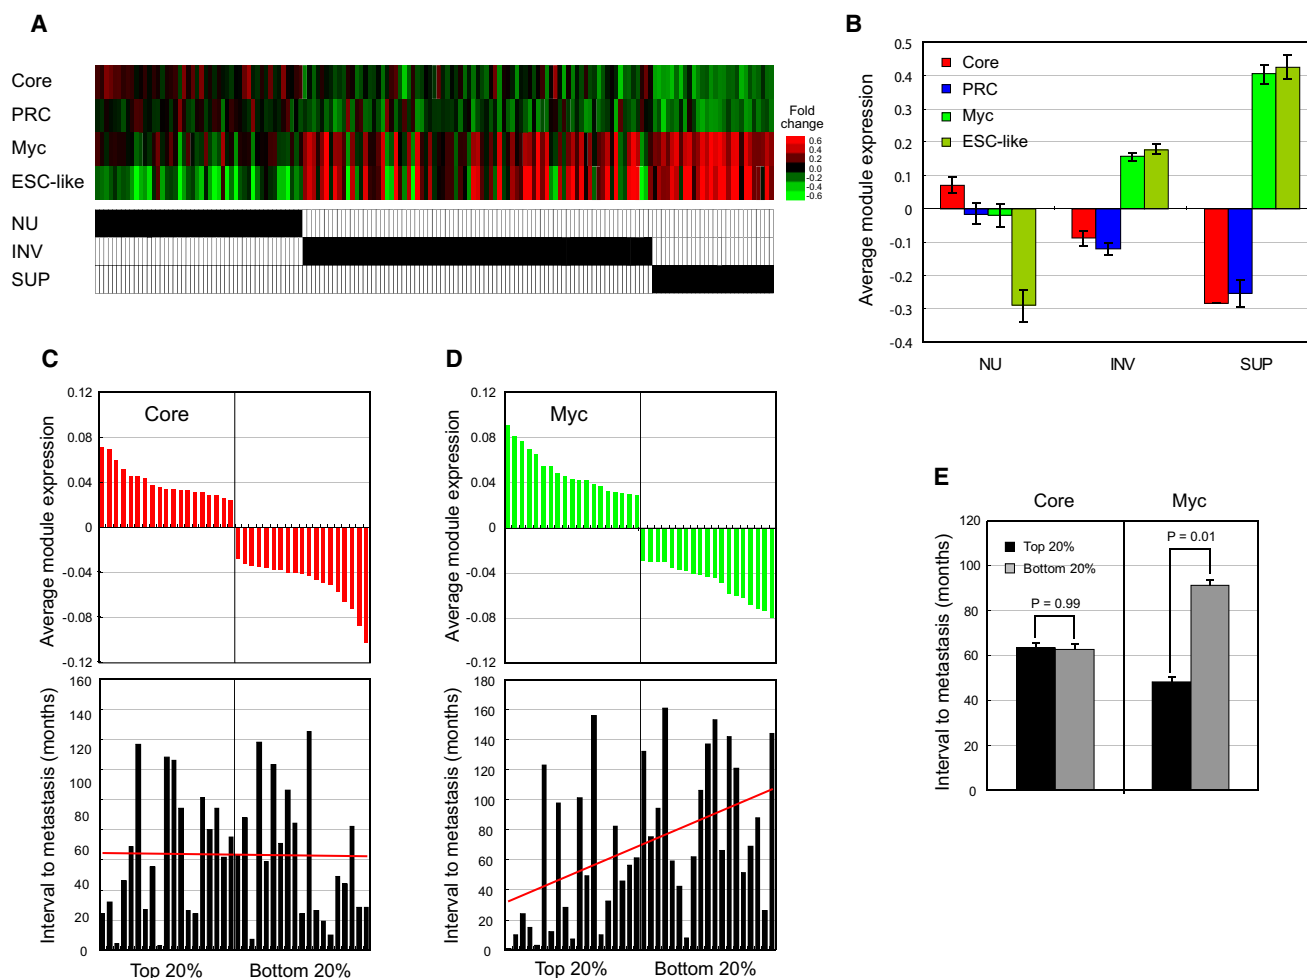 A
Core
PRC
Myc
ESC-like
Fold
change
0.6
0.4
0.2
0.0
-0.2
-0.4
-0.6
NU
INV
SUP
B
Average module expression
0.5
0.4
0.3
0.2
0.1
0
-0.1
-0.2
-0.3
-0.4
Core
PRC
Myc
ESC-like
NU
INV
SUP
C
Average module expression
0.12
0.08
0.04
0
-0.04
-0.08
-0.12
Core
Interval to metastasis (months)
160
140
120
100
80
60
40
20
0
Top 20%
Bottom 20%
D
Average module expression
0.12
0.08
0.04
0
-0.04
-0.08
-0.12
Myc
Interval to metastasis (months)
180
160
140
120
100
80
60
40
20
0
Top 20%
Bottom 20%
E
Core
Myc
Interval to metastasis (months)
120
100
80
60
40
20
0
Top 20%
Bottom 20%
P = 0.99
P = 0.01